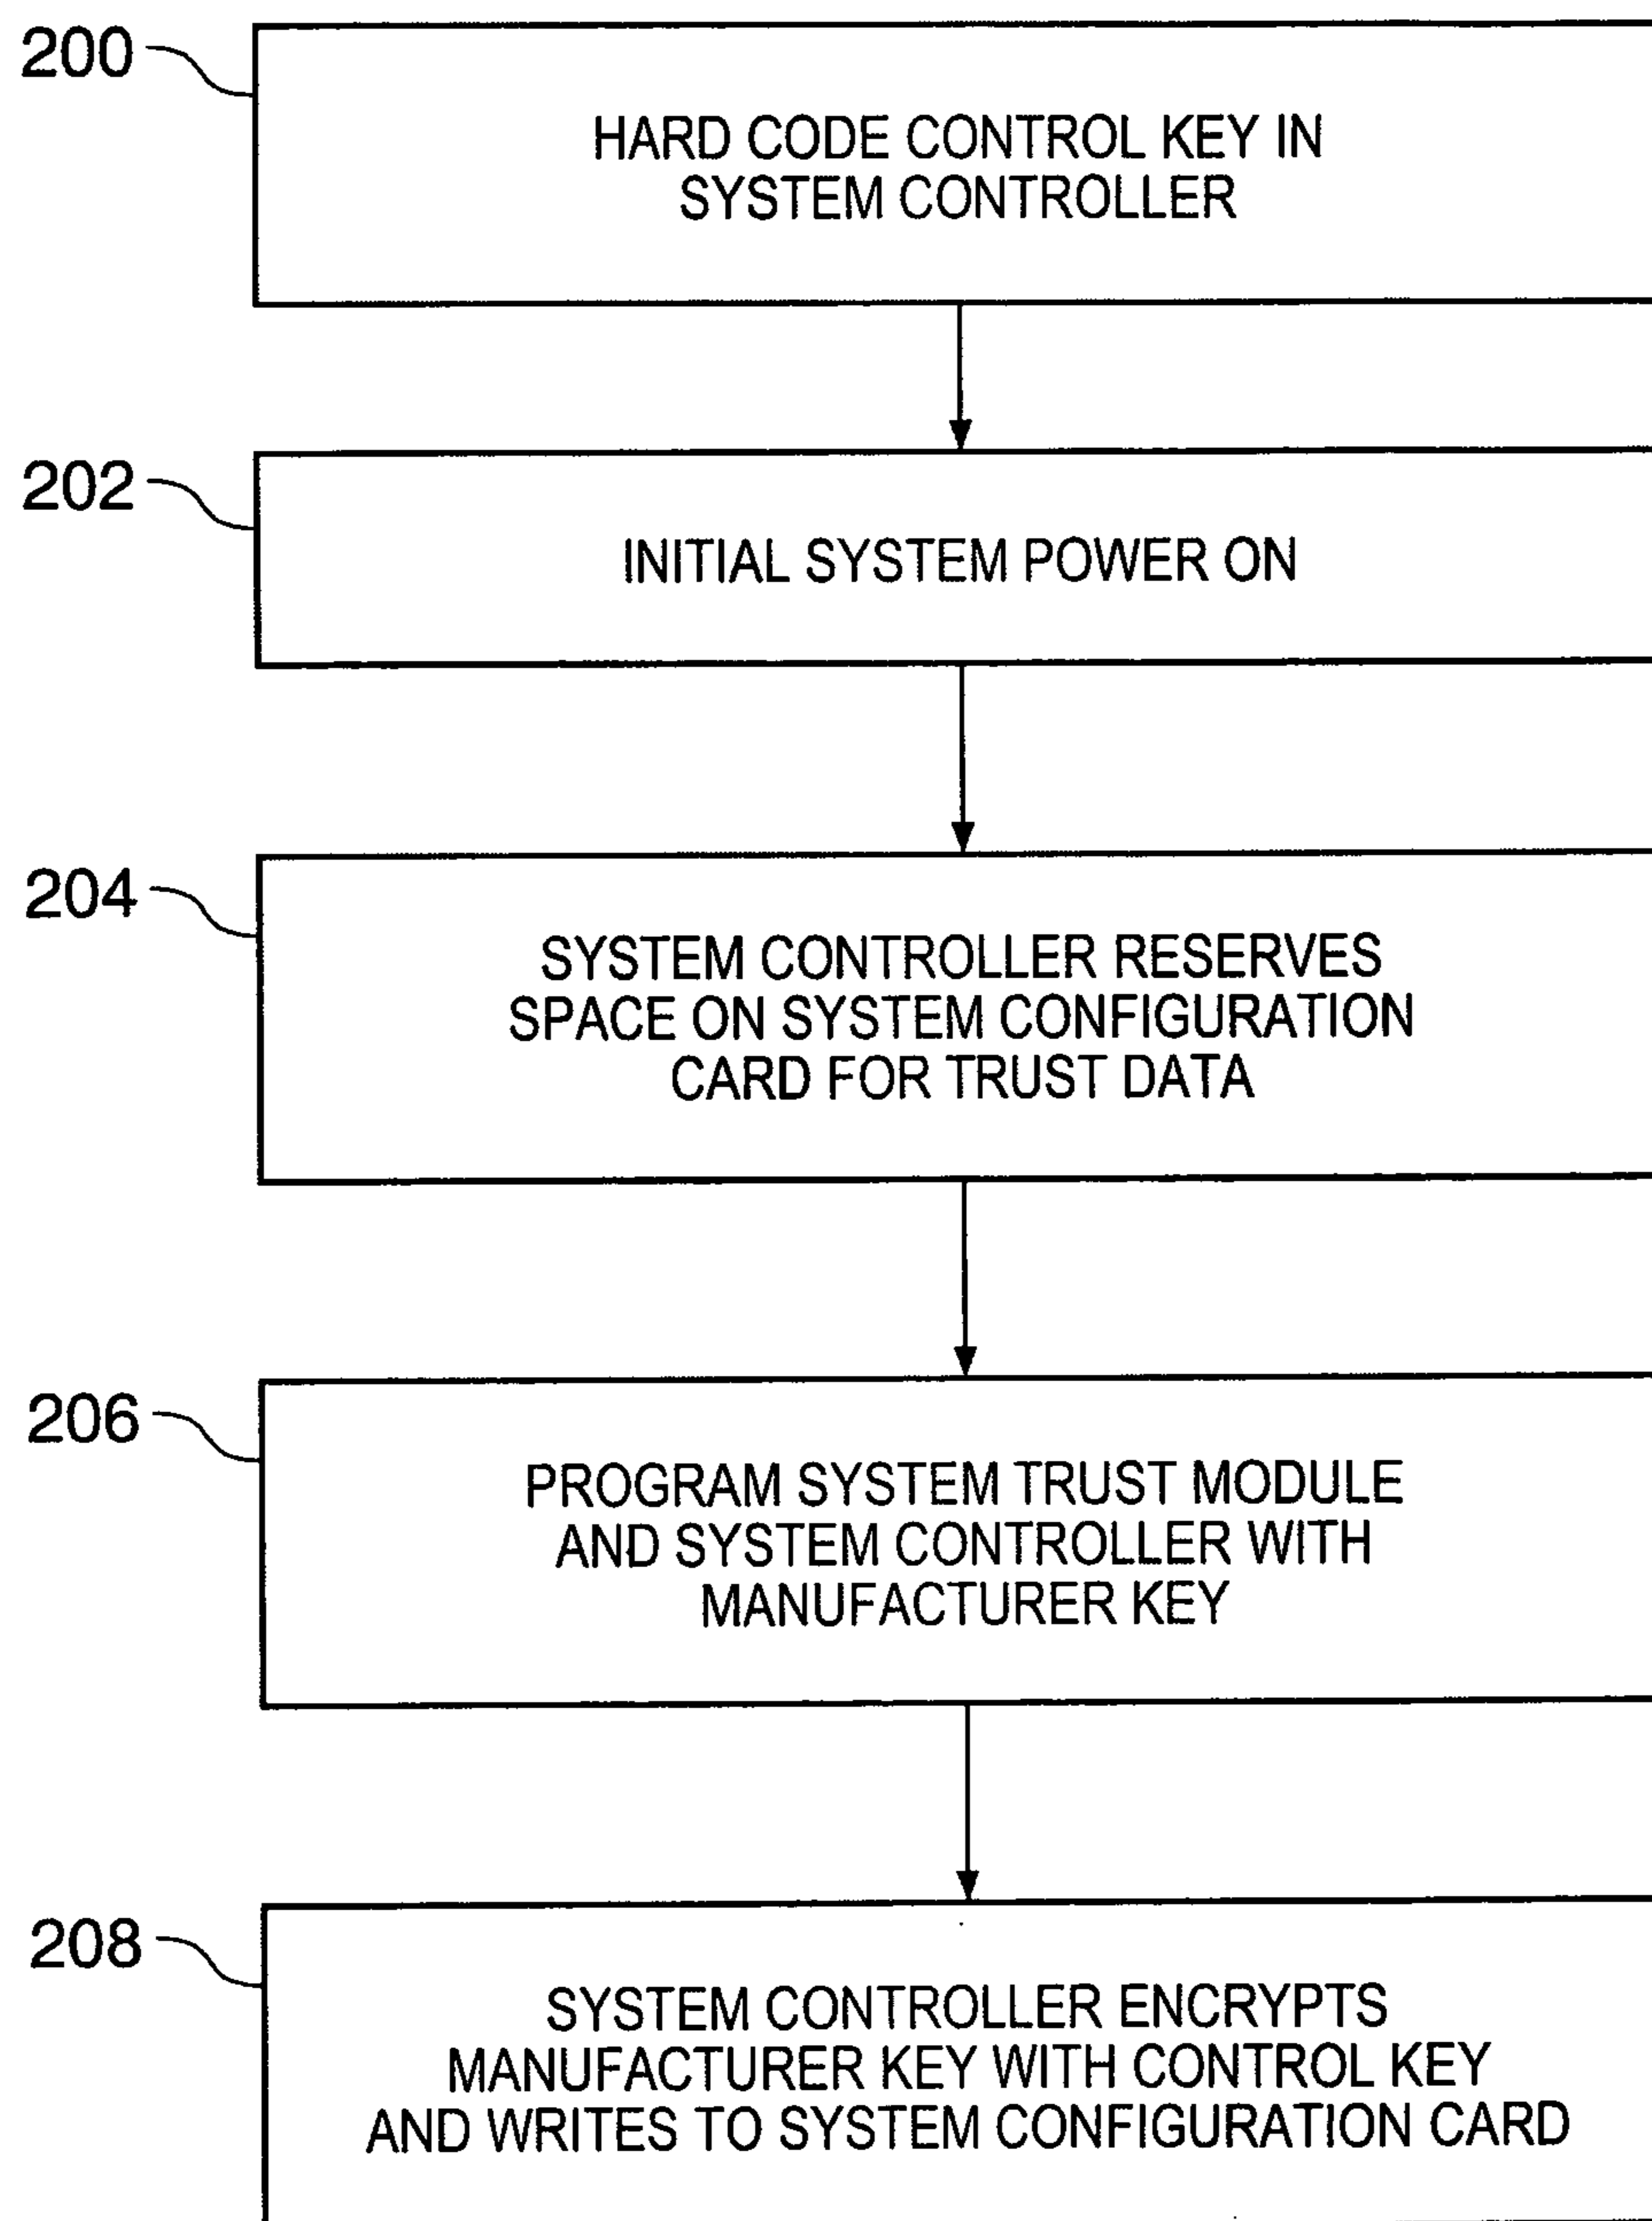 200
HARD CODE CONTROL KEY IN
SYSTEM CONTROLLER
202
INITIAL SYSTEM POWER ON
204
SYSTEM CONTROLLER RESERVES
SPACE ON SYSTEM CONFIGURATION
CARD FOR TRUST DATA
206
PROGRAM SYSTEM TRUST MODULE
AND SYSTEM CONTROLLER WITH
MANUFACTURER KEY
208
SYSTEM CONTROLLER ENCRYPTS
MANUFACTURER KEY WITH CONTROL KEY
AND WRITES TO SYSTEM CONFIGURATION CARD